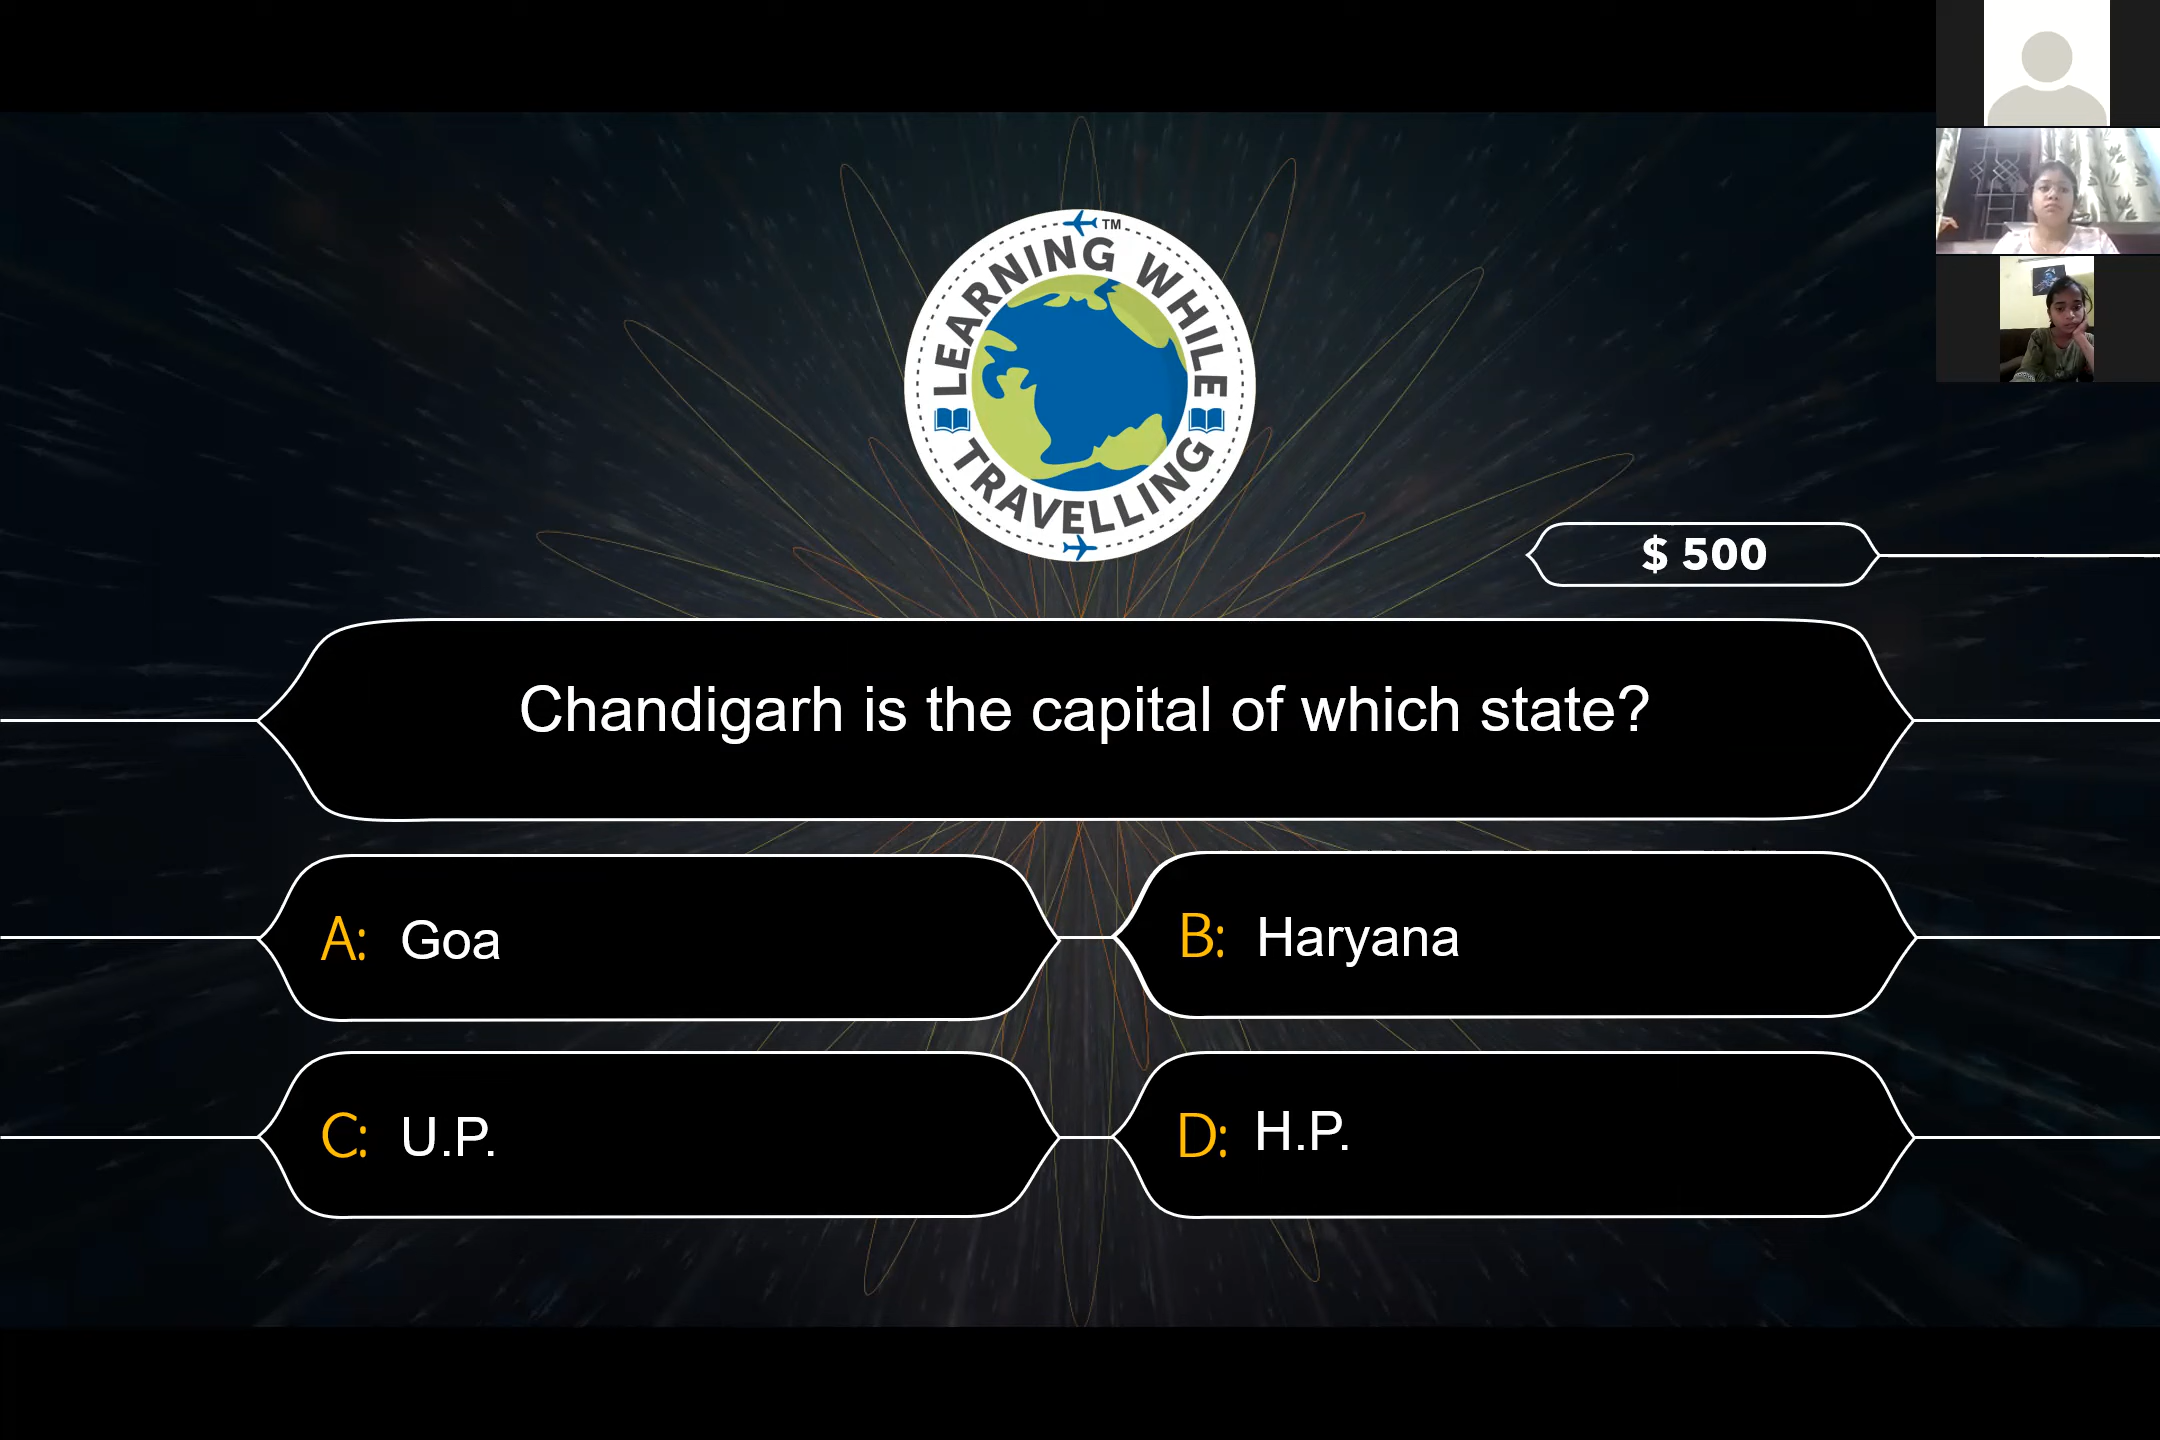 TM
LEARNING WHILE
TRAVELLING
$ 500
Chandigarh is the capital of which state?
A: Goa
B: Haryana
C: U.P.
D: H.P.